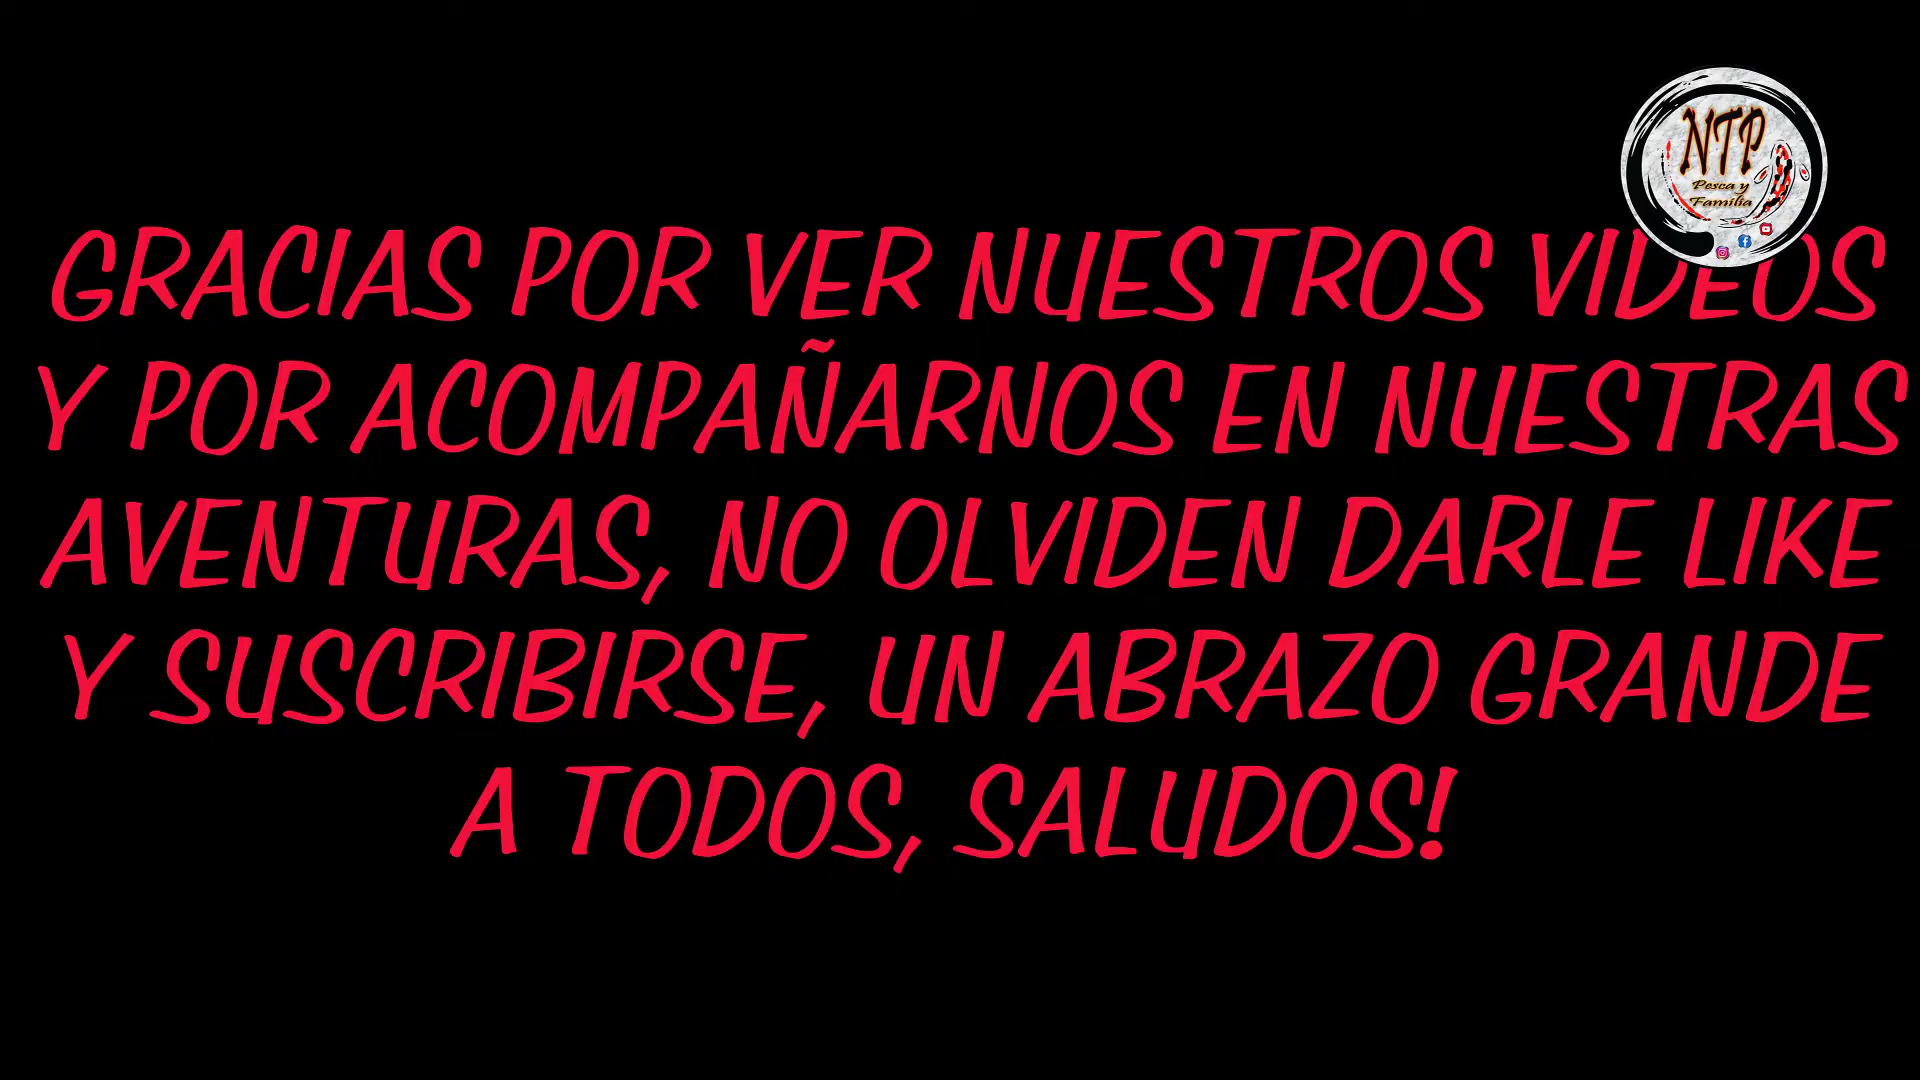 NTP
Pesca y
Familia
GRACIAS POR VER NUESTROS VIDEOS
Y POR ACOMPAÑARNOS EN NUESTRAS
AVENTURAS, NO OLVIDEN DARLE LIKE
Y SUSCRIBIRSE, UN ABRAZO GRANDE
A TODOS, SALUDOS!